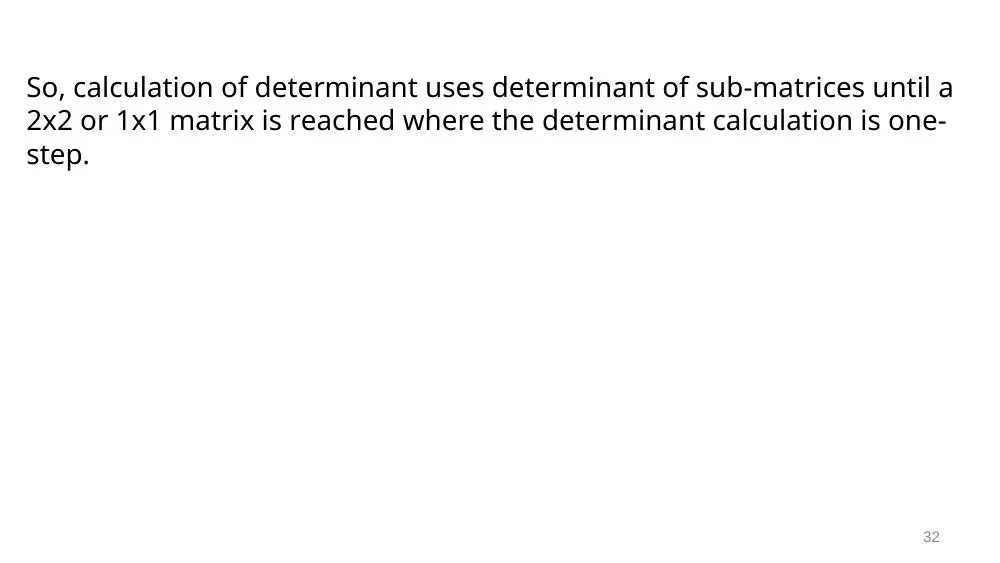 So, calculation of determinant uses determinant of sub-matrices until a
2x2 or 1x1 matrix is reached where the determinant calculation is one-
step.
32